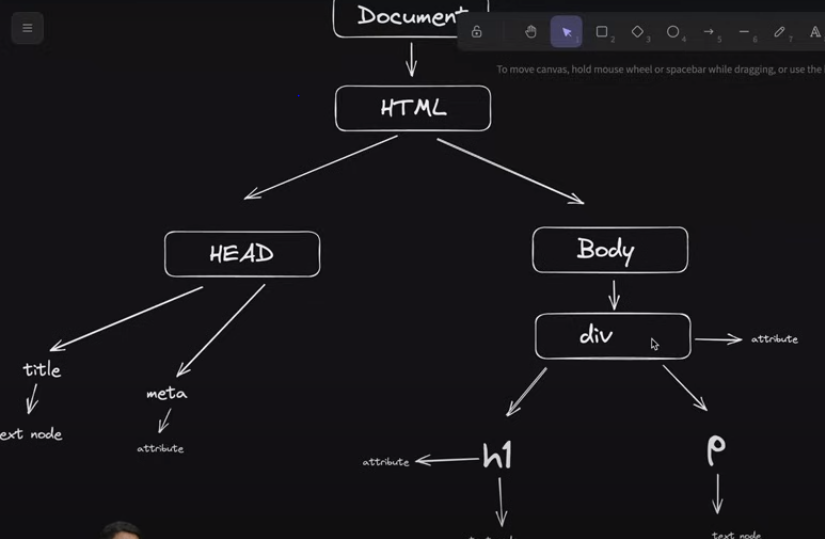 Document
1
2
3
4
5
6
7
To move canvas, hold mouse wheel or spacebar while dragging, or use the
HTML
HEAD
Body
div
attribute
title
meta
ext node
attribute
attribute
h1
p
text node